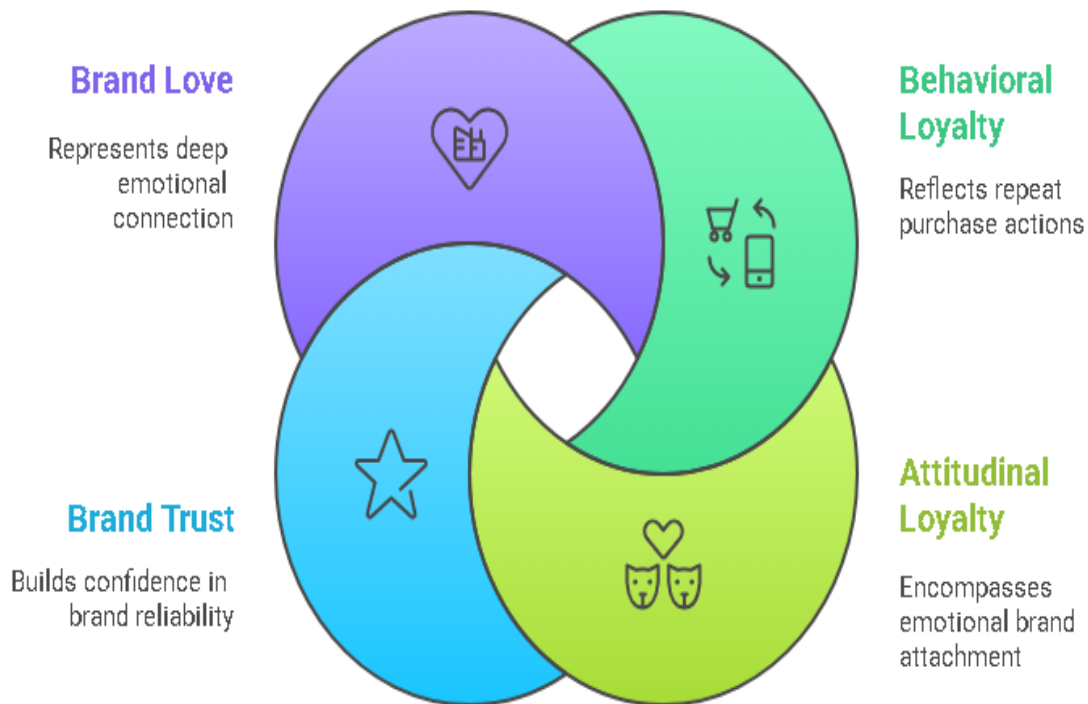 Brand Love
Represents deep
emotional
connection
Behavioral
Loyalty
Reflects repeat
purchase actions
Brand Trust
Builds confidence in
brand reliability
Attitudinal
Loyalty
Encompasses
emotional brand
attachment